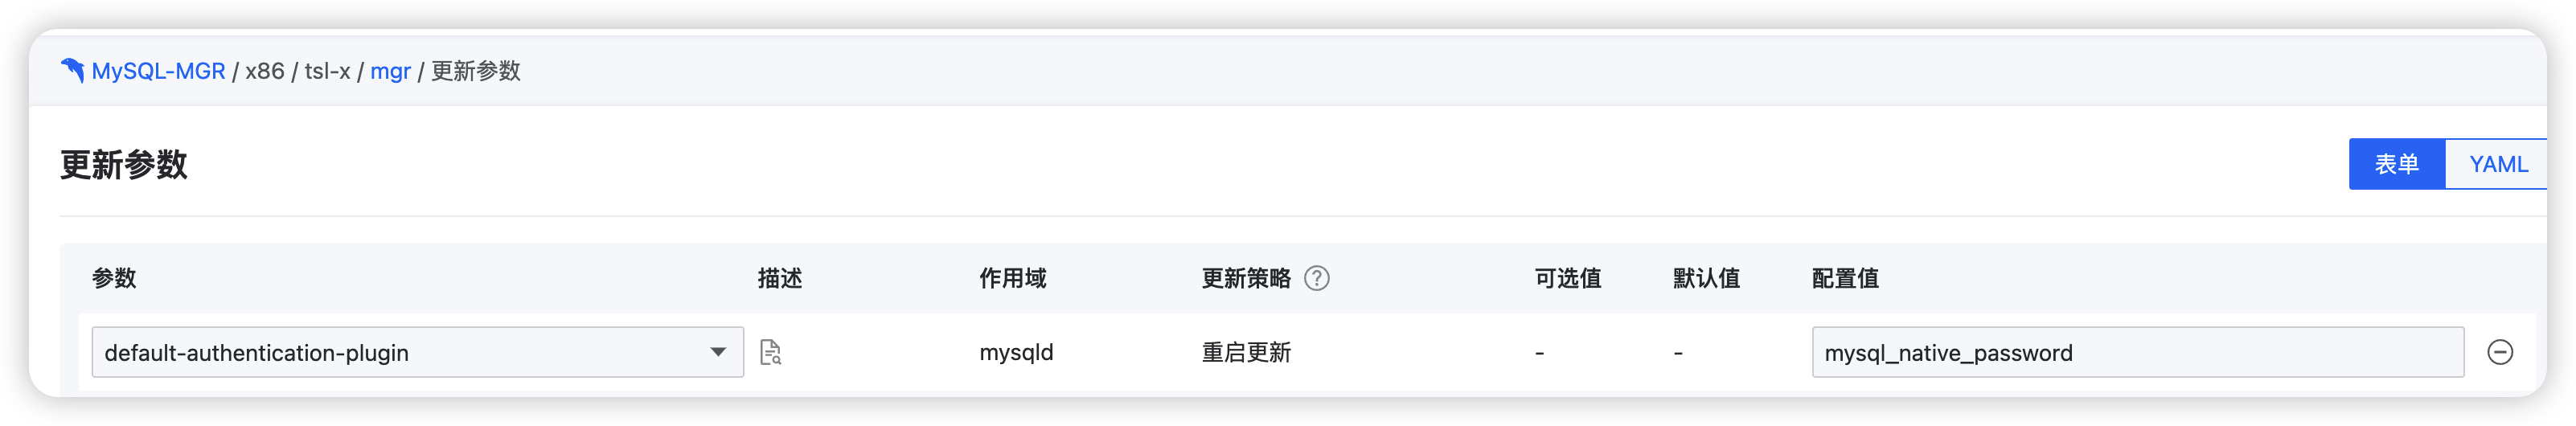 MySQL-MGR / x86 / tsl-x / mgr / 更新参数
更新参数
表单 YAML
参数 描述 作用域 更新策略 ? 可选值 默认值 配置值
default-authentication-plugin mysqld 重启更新 - - mysql_native_password